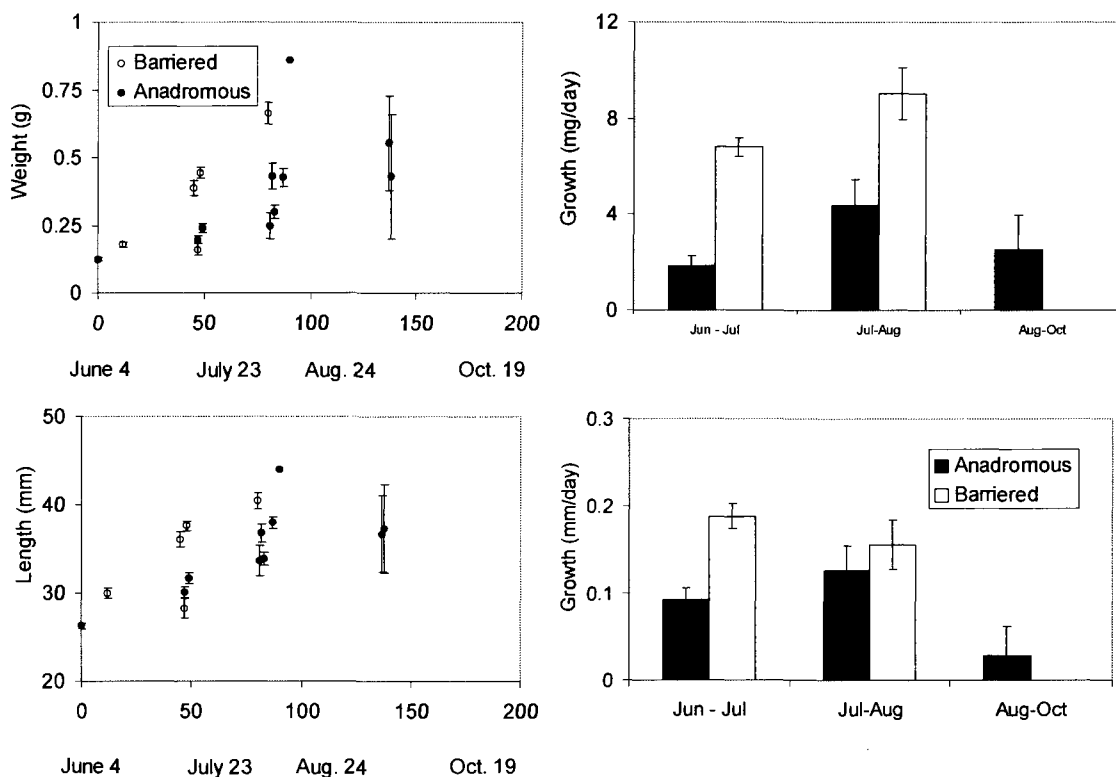 Weight (g)
1
0.75
0.5
0.25
0
Barriered
Anadromous
0 50 100 150 200
June 4 July 23 Aug. 24 Oct. 19
Growth (mg/day)
12
8
4
0
Jun - Jul Jul-Aug Aug-Oct
Length (mm)
50
40
30
20
0 50 100 150 200
June 4 July 23 Aug. 24 Oct. 19
Growth (mm/day)
0.3
0.2
0.1
0
Anadromous
Barriered
Jun - Jul Jul-Aug Aug-Oct